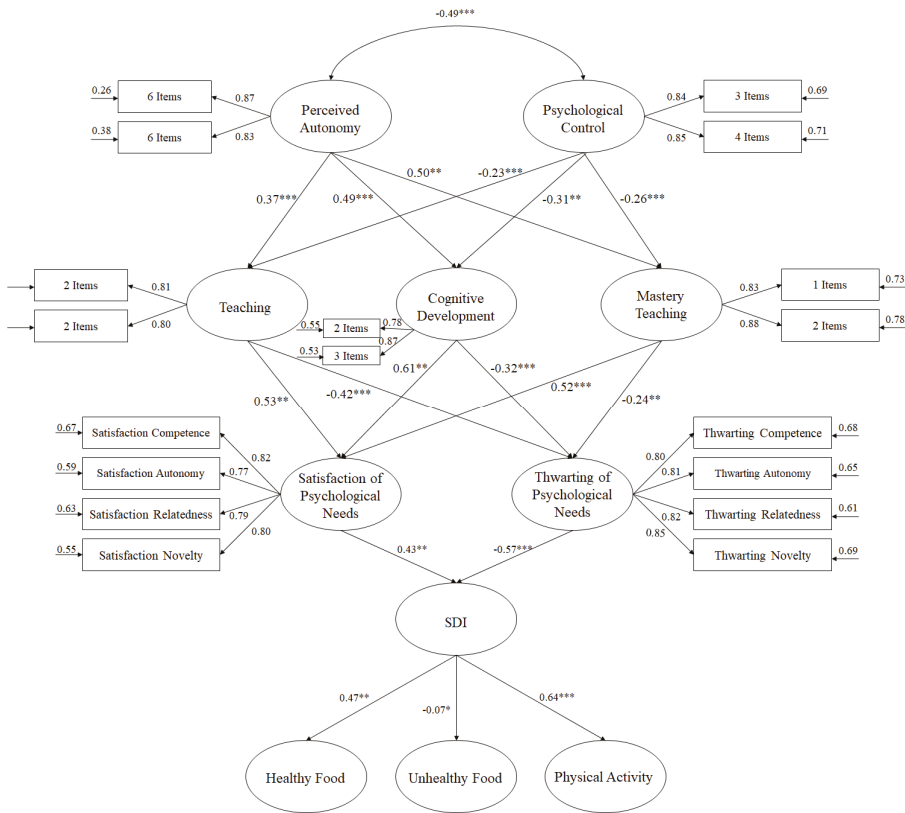 -0.49***
0.26
6 Items
0.87
Perceived
Autonomy
0.38
6 Items
0.83
Psychological
Control
0.84
3 Items
0.69
0.85
4 Items
0.71
0.37***
0.49***
0.50**
-0.23***
-0.31**
-0.26***
2 Items
0.81
2 Items
0.80
Teaching
Cognitive
Development
0.55
2 Items
0.78
0.53
3 Items
0.87
Mastery
Teaching
0.83
1 Items
0.73
0.88
2 Items
0.78
0.53**
-0.42***
0.61**
-0.32***
0.52***
-0.24**
0.67
Satisfaction Competence
0.82
0.59
Satisfaction Autonomy
0.77
0.63
Satisfaction Relatedness
0.79
0.55
Satisfaction Novelty
0.80
Satisfaction of
Psychological
Needs
Thwarting of
Psychological
Needs
0.80
Thwarting Competence
0.68
0.81
Thwarting Autonomy
0.65
0.82
Thwarting Relatedness
0.61
0.85
Thwarting Novelty
0.69
0.43**
-0.57***
SDI
0.47**
-0.07*
0.64***
Healthy Food
Unhealthy Food
Physical Activity